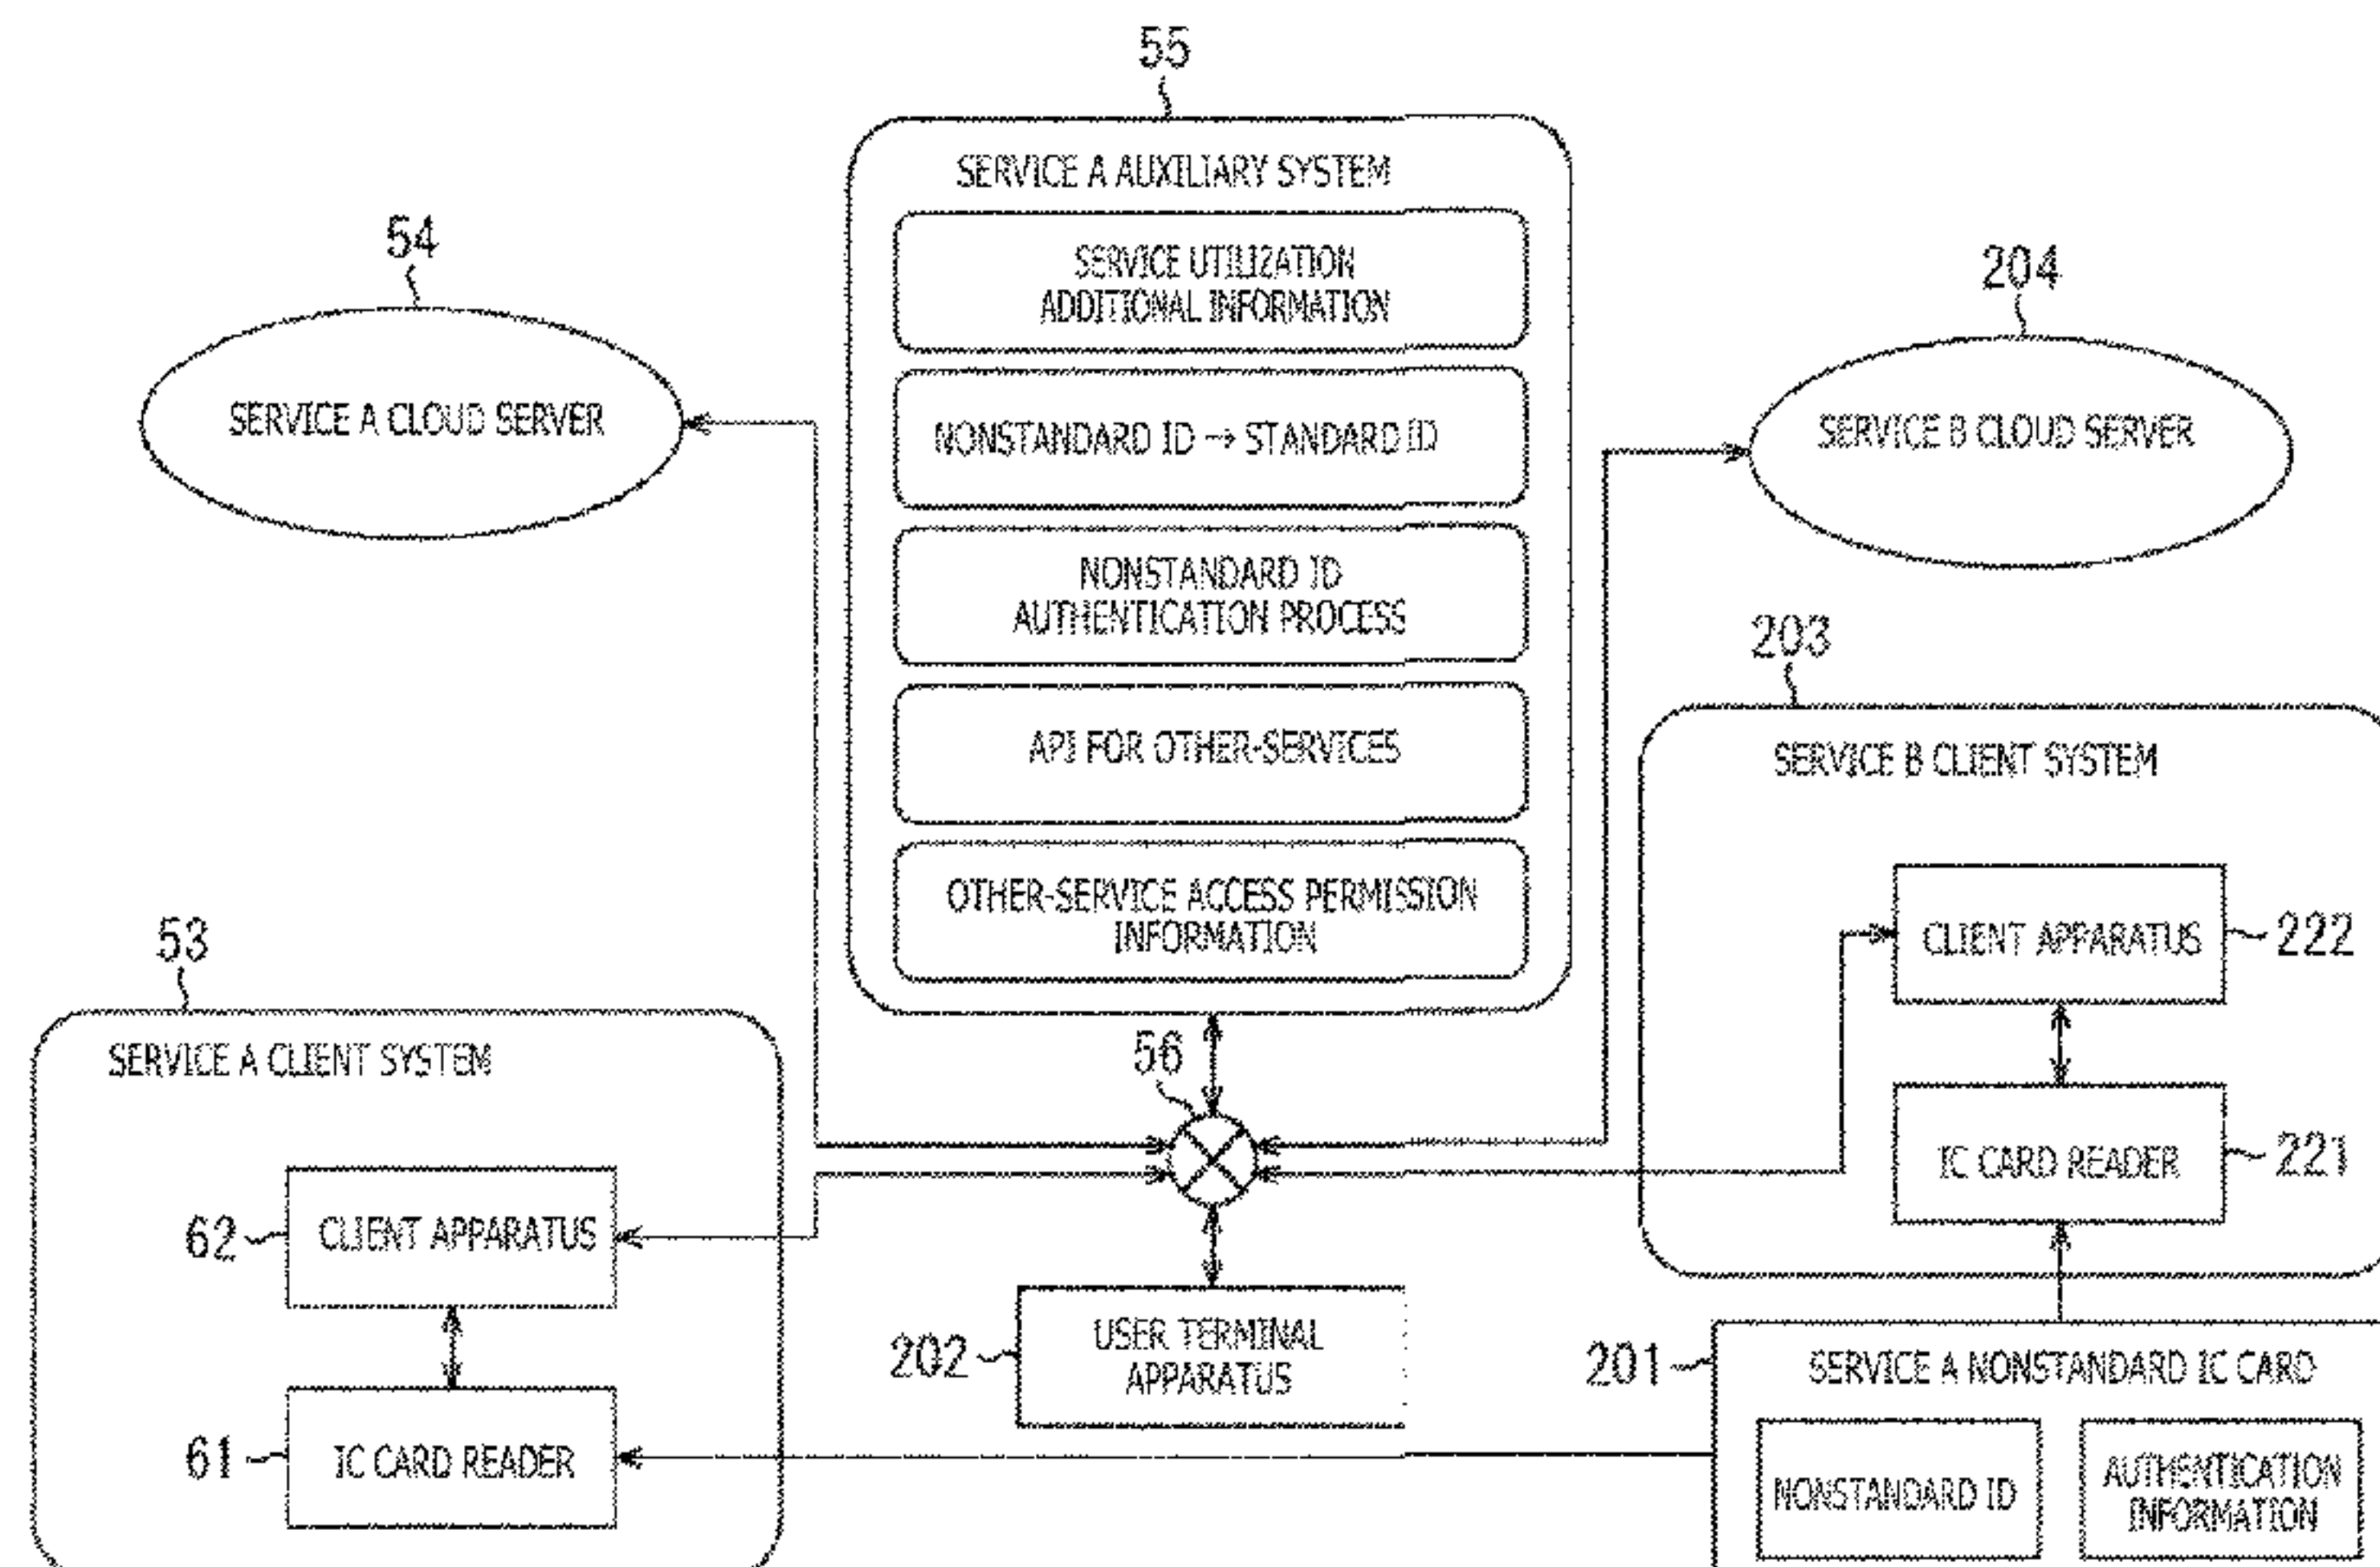 55
SERVICE A AUXILIARY SYSTEM
SERVICE UTILIZATION
ADDITIONAL INFORMATION
54
204
SERVICE A CLOUD SERVER
NONSTANDARD ID → STANDARD ID
SERVICE B CLOUD SERVER
NONSTANDARD ID
AUTHENTICATION PROCESS
203
API FOR OTHER-SERVICES
SERVICE B CLIENT SYSTEM
OTHER-SERVICE ACCESS PERMISSION
INFORMATION
53
CLIENT APPARATUS
222
SERVICE A CLIENT SYSTEM
56
IC CARD READER
221
62
CLIENT APPARATUS
202
USER TERMINAL
APPARATUS
201
SERVICE A NONSTANDARD IC CARD
61
IC CARD READER
NONSTANDARD ID
AUTHENTICATION
INFORMATION